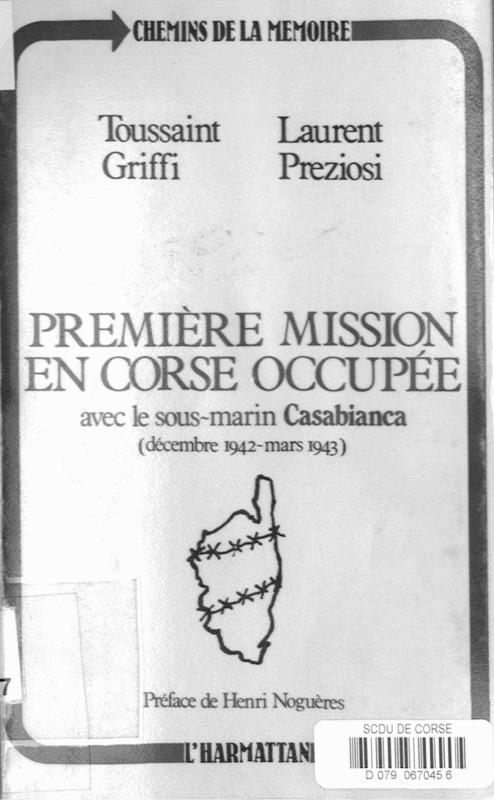 CHEMINS DE LA MEMOIRE
Toussaint Griffi
Laurent Preziosi
PREMIÈRE MISSION
EN CORSE OCCUPÉE
avec le sous-marin Casabianca
(décembre 1942-mars 1943)
Préface de Henri Noguères
L'HARMATTAN
SCDU DE CORSE
D 079 067045 6
7